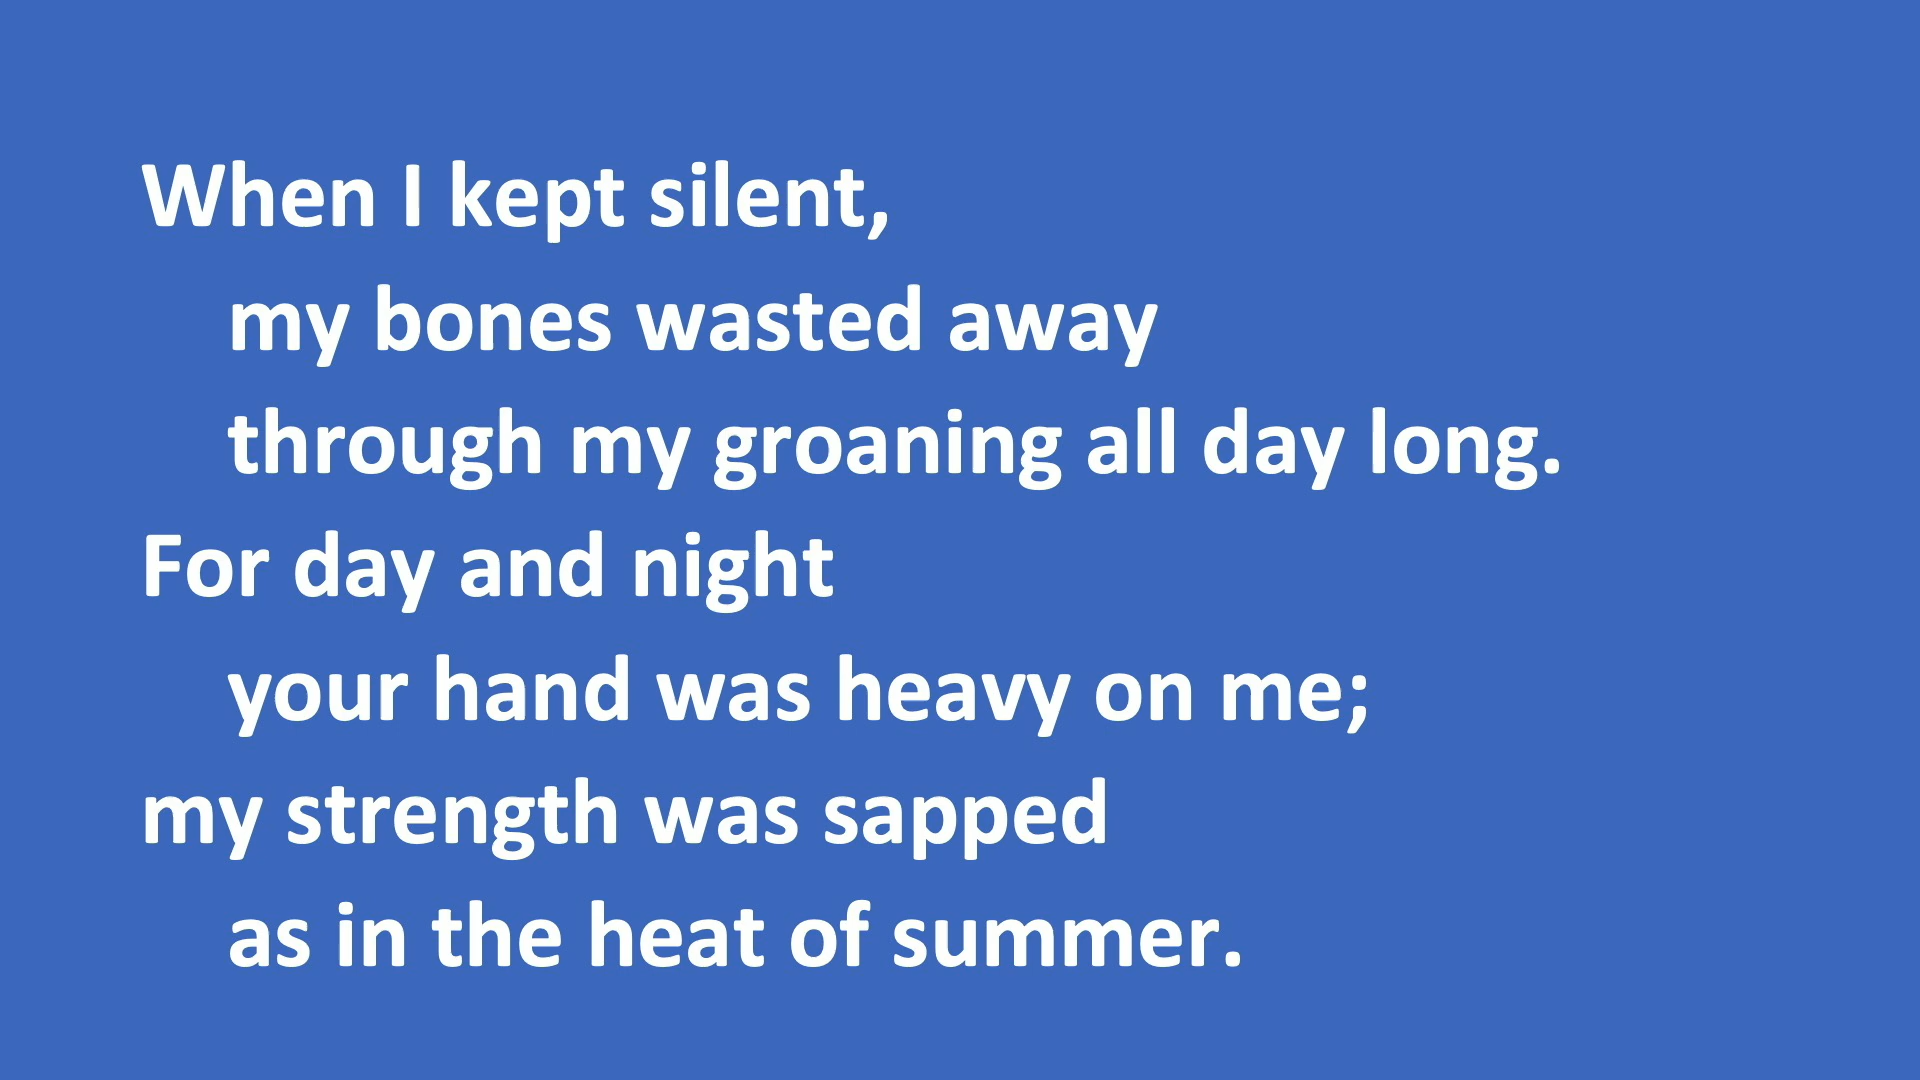 When I kept silent,
my bones wasted away
through my groaning all day long.
For day and night
your hand was heavy on me;
my strength was sapped
as in the heat of summer.